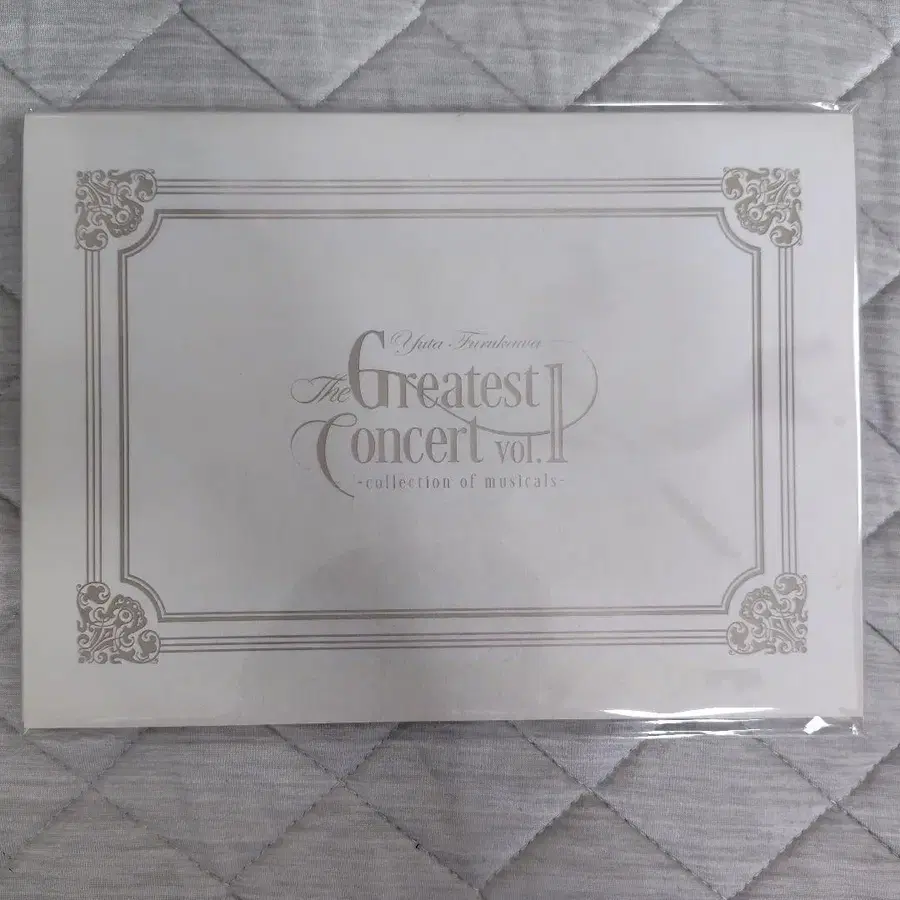 Yuta Furukawa
The Greatest
Concert vol.1
-collection of musicals-